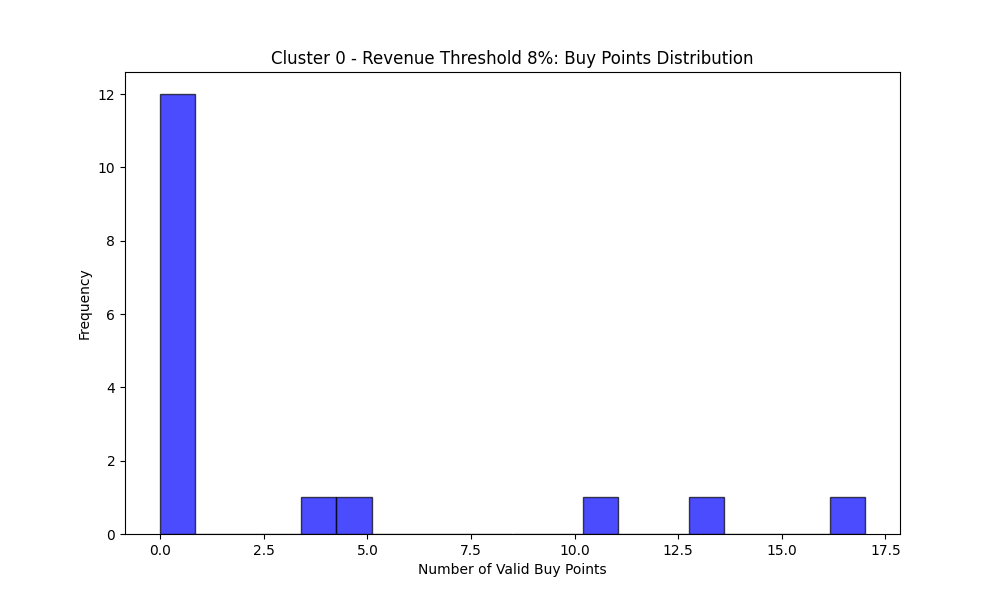 Cluster 0 - Revenue Threshold 8%: Buy Points Distribution
12
10
8
6
4
2
0
Frequency
0.0 2.5 5.0 7.5 10.0 12.5 15.0 17.5
Number of Valid Buy Points